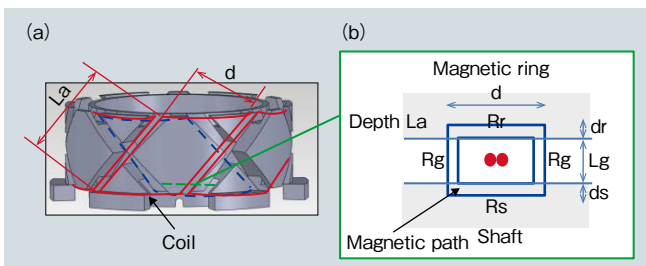 (a)
La
d
Coil
(b)
Magnetic ring
d
Depth La
Rr
dr
Rg
Rg
Lg
Rs
ds
Magnetic path
Shaft